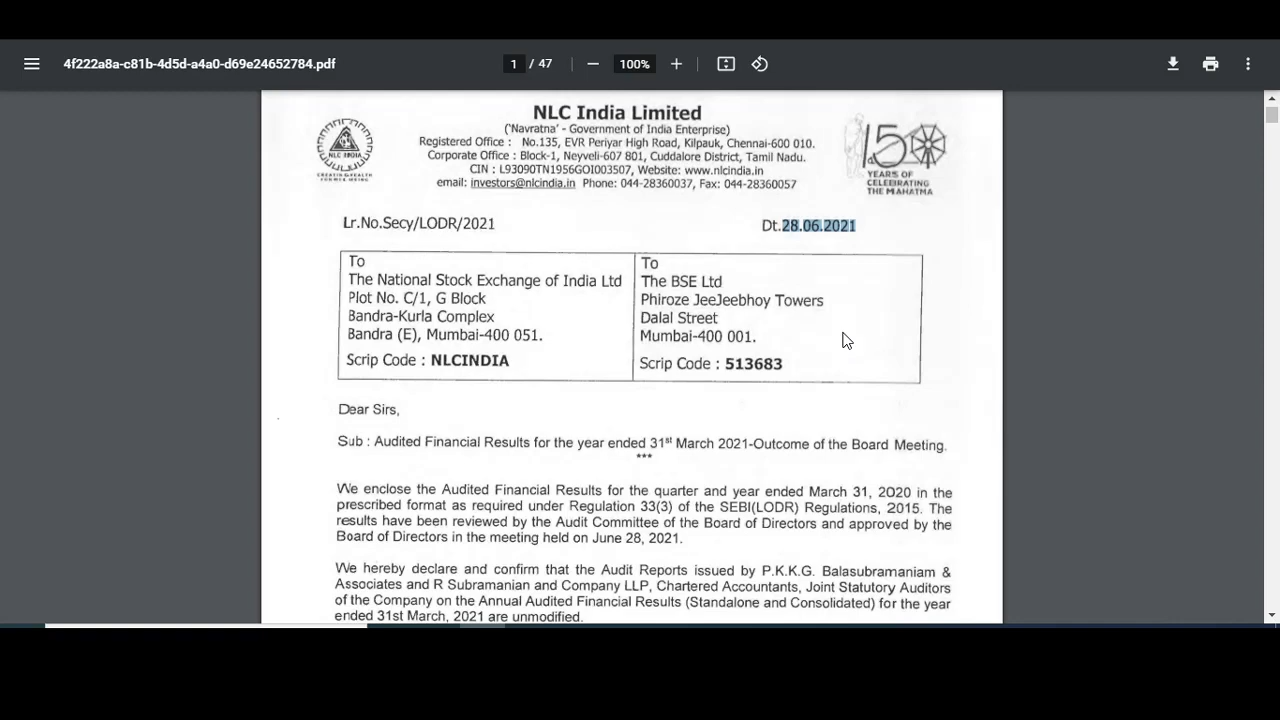 4f222a8a-c81b-4d5d-a4a0-d69e24652784.pdf
1 / 47
100%
NLC India Limited
('Navratna' - Government of India Enterprise)
Registered Office : No.135, EVR Periyar High Road, Kilpauk, Chennai-600 010.
Corporate Office : Block-1, Neyveli-607 801, Cuddalore District, Tamil Nadu.
CIN : L93090TN1956GOI003507, Website: www.nlcindia.in
email: investors@nlcindia.in Phone: 044-28360037, Fax: 044-28360057
NLC INDIA
150
YEARS OF
CELEBRATING
THE MAHATMA
Lr.No.Secy/LODR/2021
Dt.28.06.2021
To
The National Stock Exchange of India Ltd
Plot No. C/1, G Block
Bandra-Kurla Complex
Bandra (E), Mumbai-400 051.
Scrip Code : NLCINDIA
To
The BSE Ltd
Phiroze JeeJeebhoy Towers
Dalal Street
Mumbai-400 001.
Scrip Code : 513683
Dear Sirs,
Sub : Audited Financial Results for the year ended 31st March 2021-Outcome of the Board Meeting.
***
We enclose the Audited Financial Results for the quarter and year ended March 31, 2020 in the
prescribed format as required under Regulation 33(3) of the SEBI(LODR) Regulations, 2015. The
results have been reviewed by the Audit Committee of the Board of Directors and approved by the
Board of Directors in the meeting held on June 28, 2021.
We hereby declare and confirm that the Audit Reports issued by P.K.K.G. Balasubramaniam &
Associates and R Subramanian and Company LLP, Chartered Accountants, Joint Statutory Auditors
of the Company on the Annual Audited Financial Results (Standalone and Consolidated) for the year
ended 31st March, 2021 are unmodified.